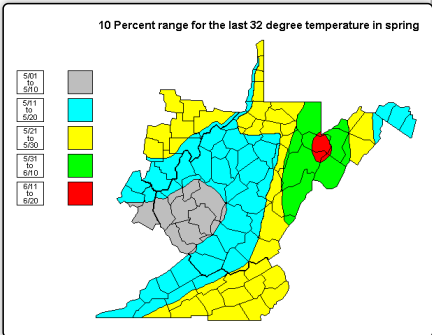 10 Percent range for the last 32 degree temperature in spring
5/01
to
5/10
5/11
to
5/20
5/21
to
5/30
5/31
to
6/10
6/11
to
6/20